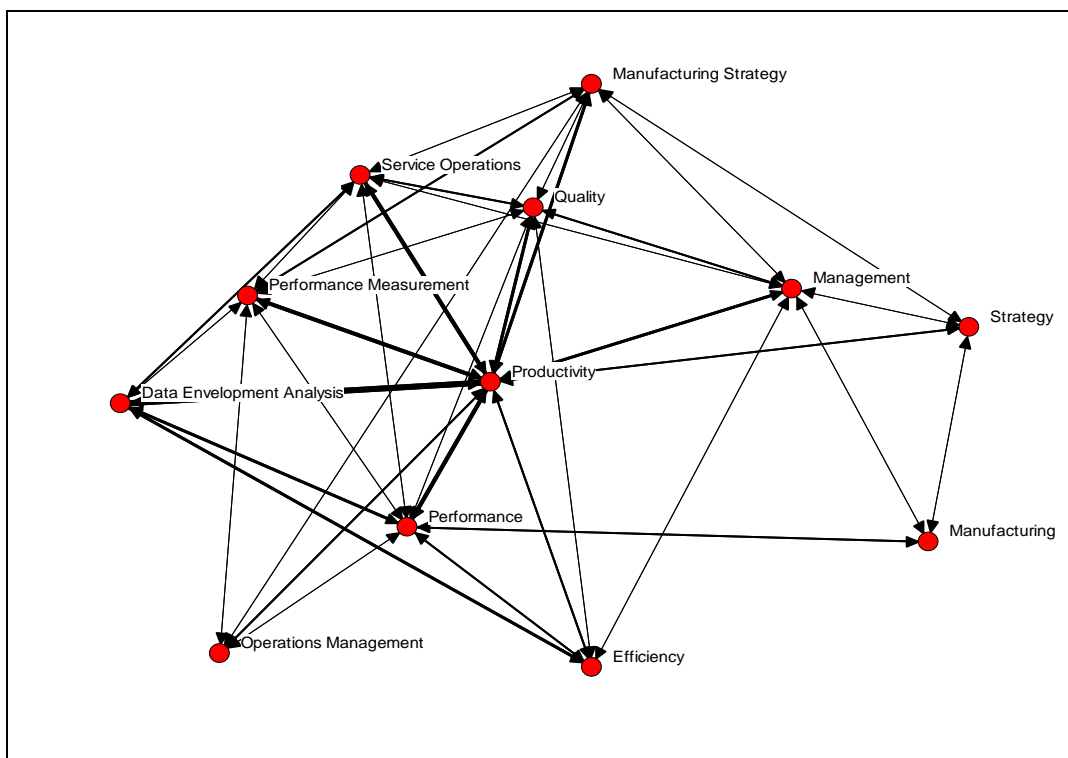 Manufacturing Strategy
Service Operations
Quality
Performance Measurement
Management
Strategy
Productivity
Data Envelopment Analysis
Performance
Manufacturing
Operations Management
Efficiency